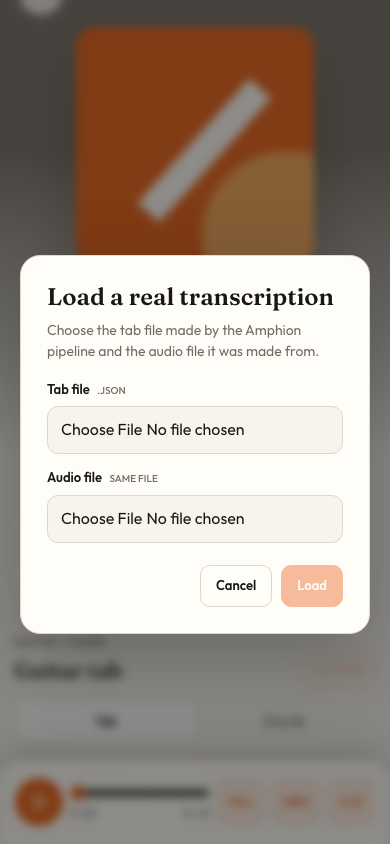 Load a real transcription
Choose the tab file made by the Amphion
pipeline and the audio file it was made from.
Tab file .JSON
Choose File No file chosen
Audio file SAME FILE
Choose File No file chosen
Cancel Load
Guitar tab
Tab